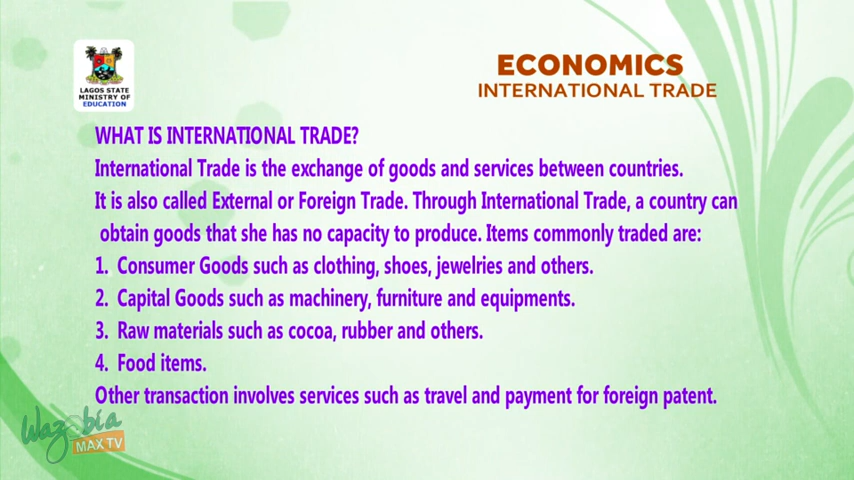 LAGOS STATE
MINISTRY OF
EDUCATION
ECONOMICS
INTERNATIONAL TRADE
WHAT IS INTERNATIONAL TRADE?
International Trade is the exchange of goods and services between countries.
It is also called External or Foreign Trade. Through International Trade, a country can
obtain goods that she has no capacity to produce. Items commonly traded are:
1. Consumer Goods such as clothing, shoes, jewelries and others.
2. Capital Goods such as machinery, furniture and equipments.
3. Raw materials such as cocoa, rubber and others.
4. Food items.
Other transaction involves services such as travel and payment for foreign patent.
Wazobia
MAX TV